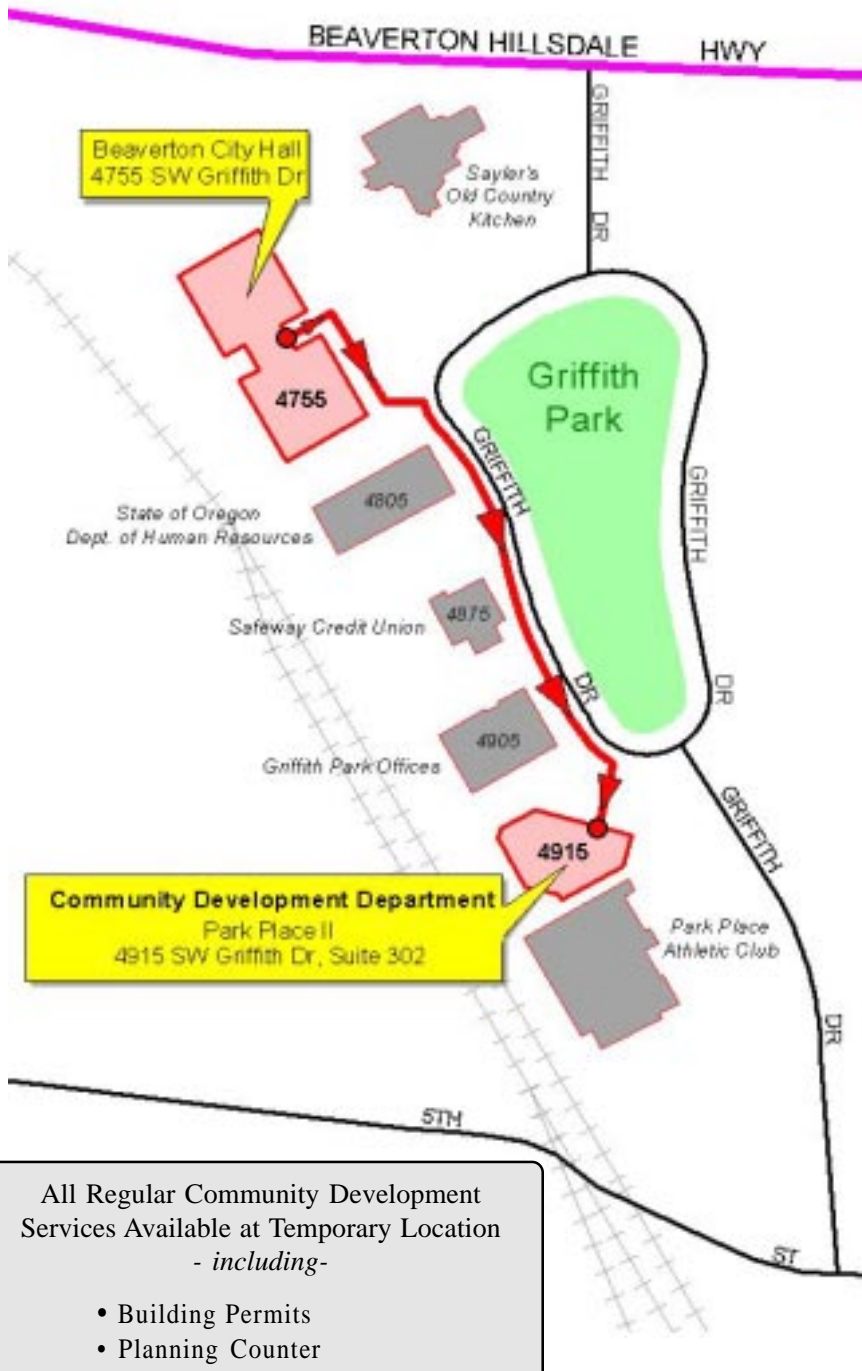 BEAVERTON HILLSDALE HWY
GRIFFITH DR
Beaverton City Hall
4755 SW Griffith Dr
Sayler's
Old Country
Kitchen
4755
Griffith
Park
GRIFFITH DR
GRIFFITH DR
State of Oregon
Dept. of Human Resources
4805
Safeway Credit Union
4875
Griffith Park Offices
4905
GRIFFITH DR
4915
Community Development Department
Park Place II
4915 SW Griffith Dr, Suite 302
Park Place
Athletic Club
5TH ST
All Regular Community Development
Services Available at Temporary Location
- including-
• Building Permits
• Planning Counter